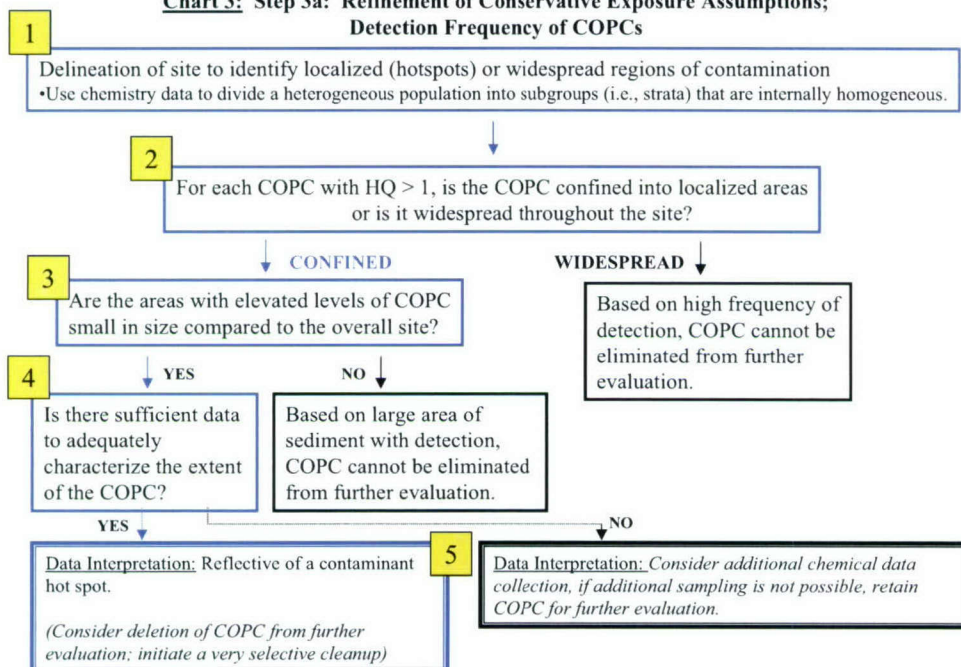 Chart 3: Step 3a: Refinement of Conservative Exposure Assumptions;
Detection Frequency of COPCs
1
Delineation of site to identify localized (hotspots) or widespread regions of contamination
•Use chemistry data to divide a heterogeneous population into subgroups (i.e., strata) that are internally homogeneous.
2
For each COPC with HQ > 1, is the COPC confined into localized areas
or is it widespread throughout the site?
CONFINED
WIDESPREAD
3
Are the areas with elevated levels of COPC
small in size compared to the overall site?
Based on high frequency of
detection, COPC cannot be
eliminated from further
evaluation.
YES
NO
4
Is there sufficient data
to adequately
characterize the extent
of the COPC?
Based on large area of
sediment with detection,
COPC cannot be eliminated
from further evaluation.
YES
NO
5
Data Interpretation: Reflective of a contaminant
hot spot.
(Consider deletion of COPC from further
evaluation; initiate a very selective cleanup)
Data Interpretation: Consider additional chemical data
collection, if additional sampling is not possible, retain
COPC for further evaluation.